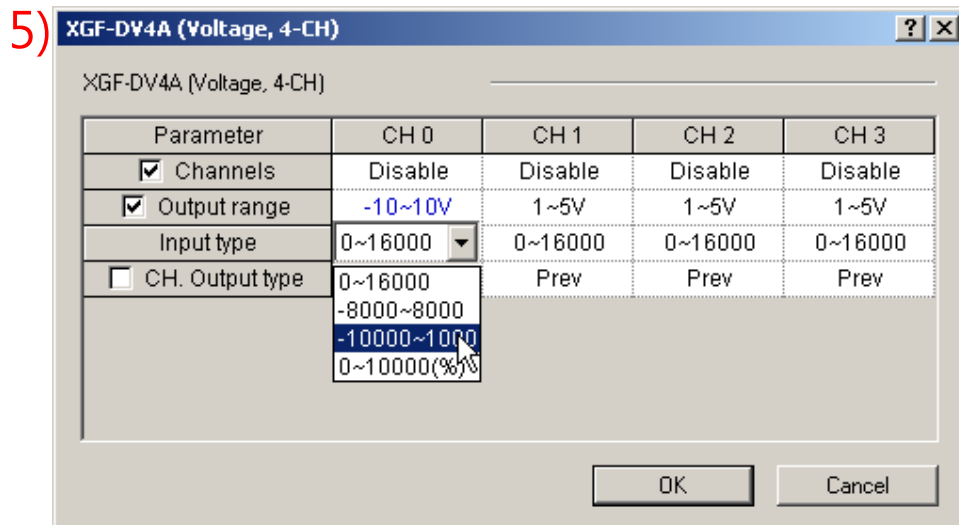 5)
XGF-DV4A (Voltage, 4-CH)
XGF-DV4A (Voltage, 4-CH)
Parameter CH 0 CH 1 CH 2 CH 3
Channels Disable Disable Disable Disable
Output range -10~10V 1~5V 1~5V 1~5V
Input type 0~16000 0~16000 0~16000 0~16000
CH. Output type Prev Prev Prev
0~16000
-8000~8000
-10000~1000
0~10000(%)
OK Cancel